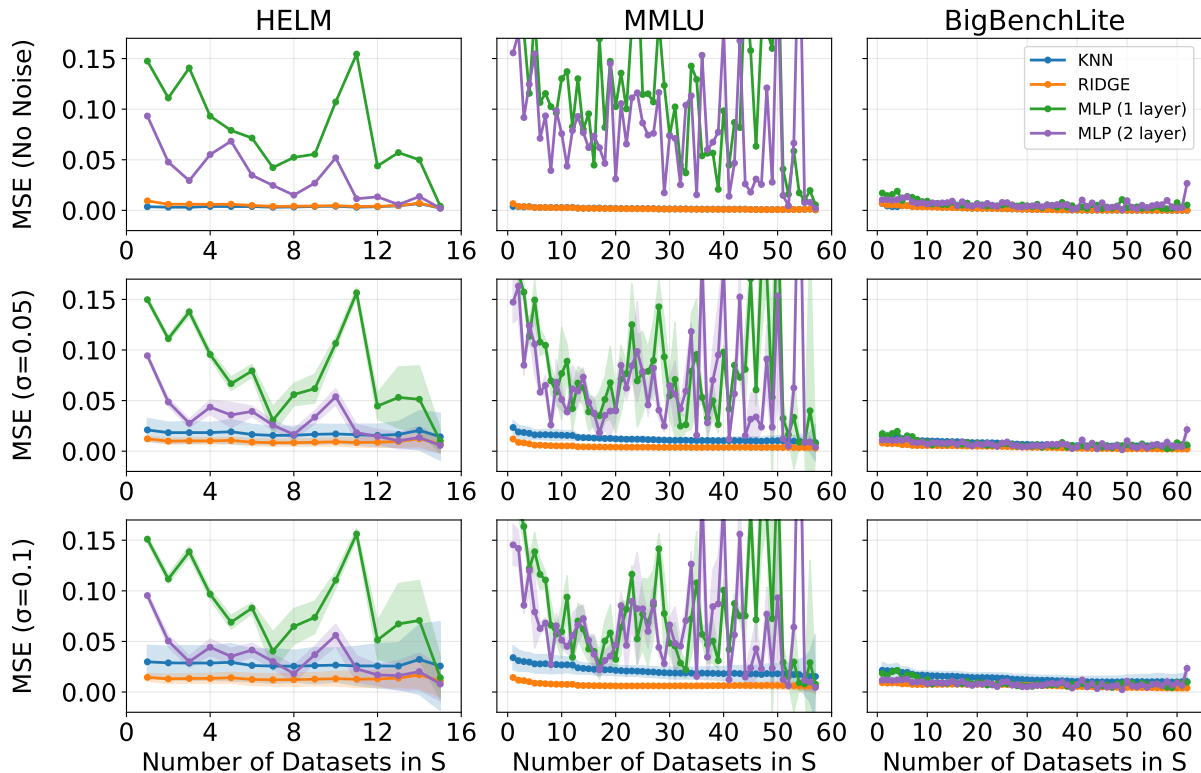 HELM
MMLU
BigBenchLite
MSE (No Noise)
0.15
0.10
0.05
0.00
0 4 8 12 16
0 10 20 30 40 50 60
0 10 20 30 40 50 60
KNN
RIDGE
MLP (1 layer)
MLP (2 layer)
MSE (σ=0.05)
0.15
0.10
0.05
0.00
0 4 8 12 16
0 10 20 30 40 50 60
0 10 20 30 40 50 60
MSE (σ=0.1)
0.15
0.10
0.05
0.00
0 4 8 12 16
0 10 20 30 40 50 60
0 10 20 30 40 50 60
Number of Datasets in S
Number of Datasets in S
Number of Datasets in S